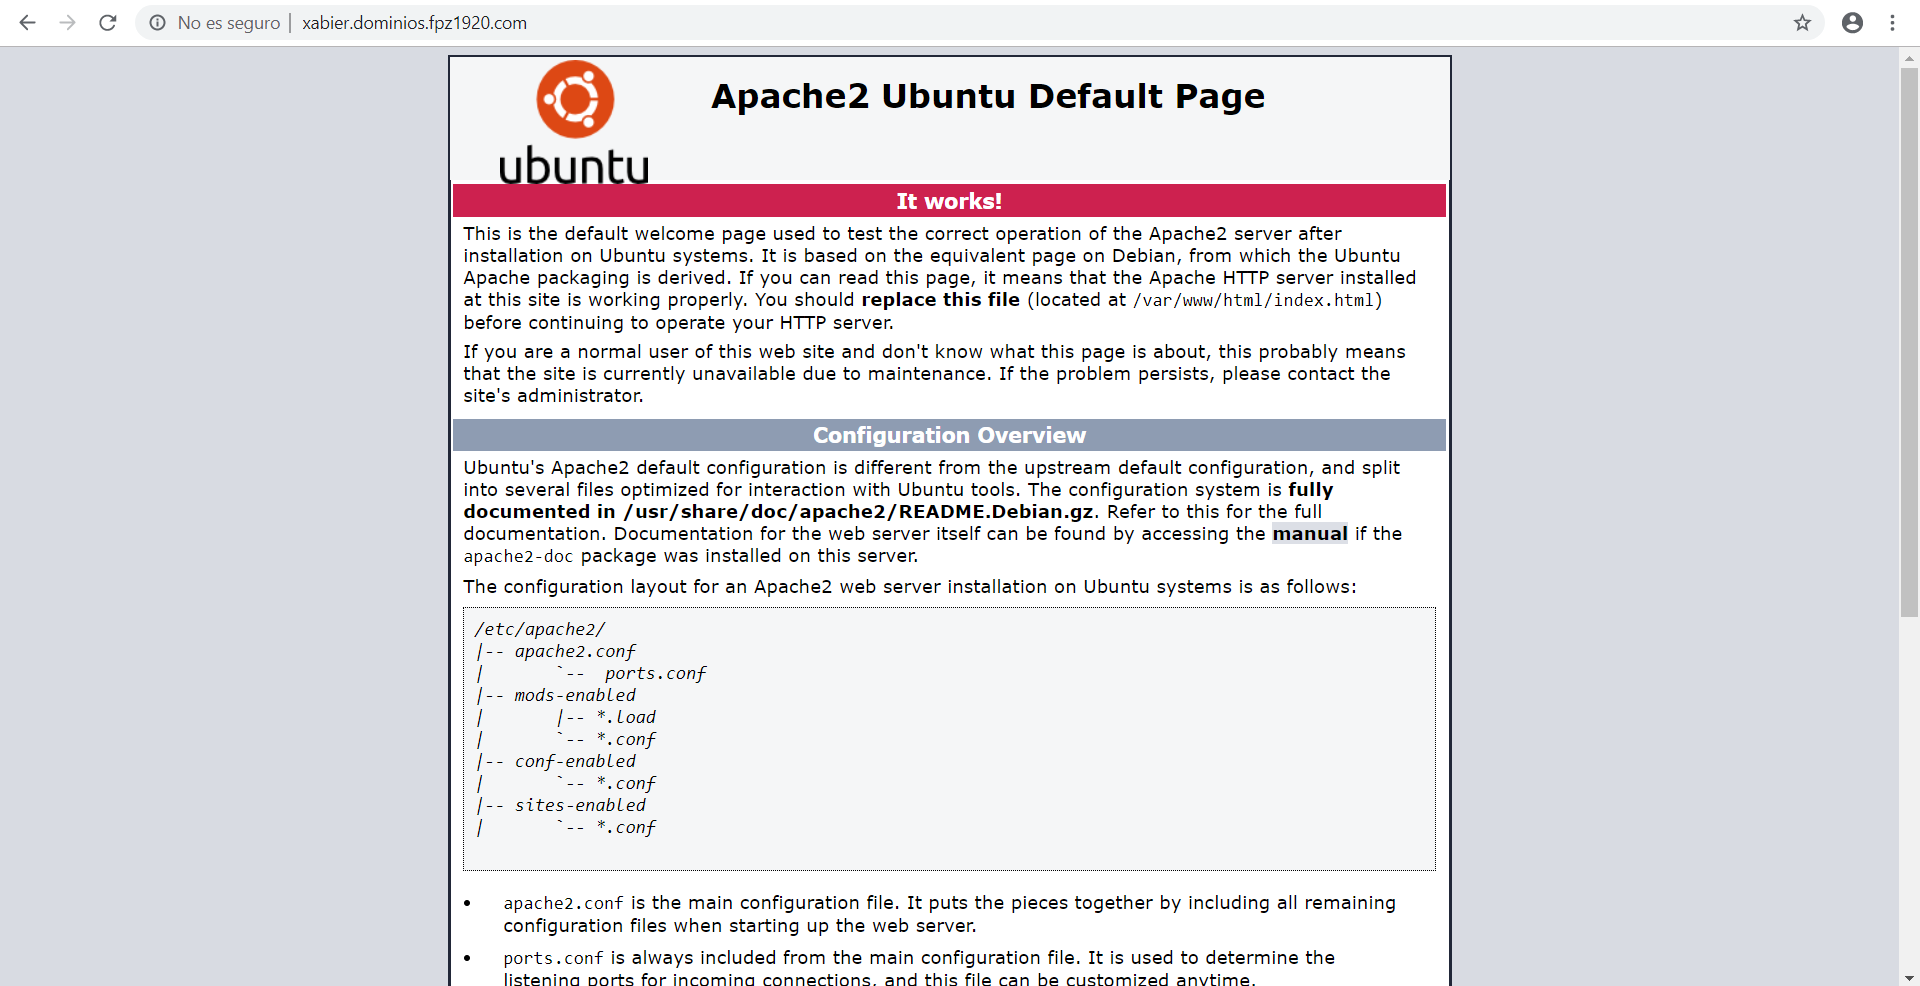 No es seguro | xabier.dominios.fpz1920.com
ubuntu
Apache2 Ubuntu Default Page
It works!
This is the default welcome page used to test the correct operation of the Apache2 server after
installation on Ubuntu systems. It is based on the equivalent page on Debian, from which the Ubuntu
Apache packaging is derived. If you can read this page, it means that the Apache HTTP server installed
at this site is working properly. You should replace this file (located at /var/www/html/index.html)
before continuing to operate your HTTP server.
If you are a normal user of this web site and don't know what this page is about, this probably means
that the site is currently unavailable due to maintenance. If the problem persists, please contact the
site's administrator.
Configuration Overview
Ubuntu's Apache2 default configuration is different from the upstream default configuration, and split
into several files optimized for interaction with Ubuntu tools. The configuration system is fully
documented in /usr/share/doc/apache2/README.Debian.gz. Refer to this for the full
documentation. Documentation for the web server itself can be found by accessing the manual if the
apache2-doc package was installed on this server.
The configuration layout for an Apache2 web server installation on Ubuntu systems is as follows:
/etc/apache2/
|-- apache2.conf
|       `--  ports.conf
|-- mods-enabled
|       |-- *.load
|       `-- *.conf
|-- conf-enabled
|       `-- *.conf
|-- sites-enabled
|       `-- *.conf
• apache2.conf is the main configuration file. It puts the pieces together by including all remaining
configuration files when starting up the web server.
• ports.conf is always included from the main configuration file. It is used to determine the
listening ports for incoming connections, and this file can be customized anytime.